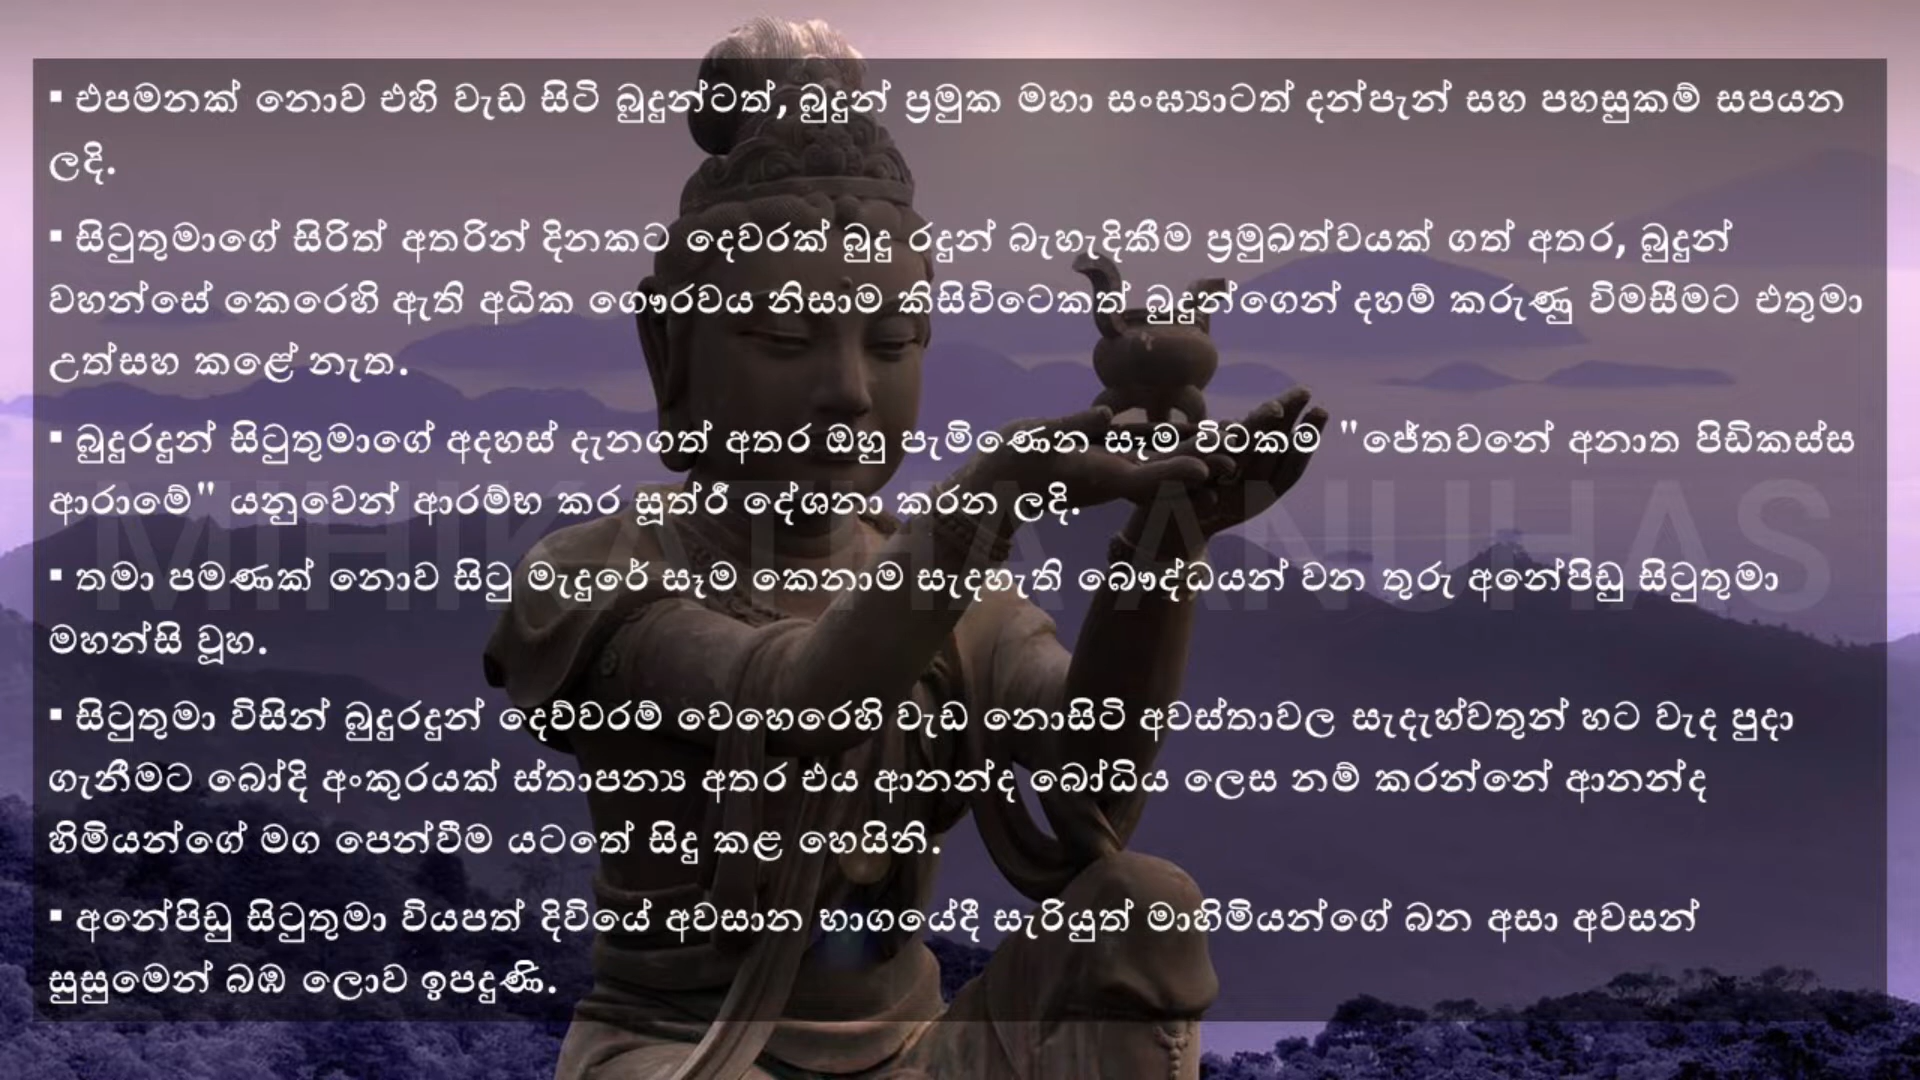 ▪ එපමනක් නොව එහි වැඩ සිටි බුදුන්ටත්, බුදුන් ප්‍රමුක මහා සංඝ්‍යාටත් දන්පැන් සහ පහසුකම් සපයන
ලදි.
▪ සිටුතුමාගේ සිරිත් අතරින් දිනකට දෙවරක් බුදු රදුන් බැහැදිකීම ප්‍රමුඛත්වයක් ගත් අතර, බුදුන්
වහන්සේ කෙරෙහි ඇති අධික ගෞරවය නිසාම කිසිවිටෙකත් බුදුන්ගෙන් දහම් කරුණු විමසීමට එතුමා
උත්සහ කළේ නැත.
▪ බුදුරදුන් සිටුතුමාගේ අදහස් දැනගත් අතර ඔහු පැමිණෙන සෑම විටකම "ජේතවනේ අනාත පිඩිකස්ස
ආරාමේ" යනුවෙන් ආරම්භ කර සූත්‍ර දේශනා කරන ලදි.
▪ තමා පමණක් නොව සිටු මැදුරේ සෑම කෙනාම සැදහැති බෞද්ධයන් වන තුරු අනේපිඩු සිටුතුමා
මහන්සි වූහ.
▪ සිටුතුමා විසින් බුදුරදුන් දෙව්වරම් වෙහෙරෙහි වැඩ නොසිටි අවස්තාවල සැදැහ්වතුන් හට වැද පුදා
ගැනීමට බෝදි අංකුරයක් ස්තාපන්‍ය අතර එය ආනන්ද බෝධිය ලෙස නම් කරන්නේ ආනන්ද
හිමියන්ගේ මග පෙන්වීම යටතේ සිදු කළ හෙයිනි.
▪ අනේපිඩු සිටුතුමා වියපත් දිවියේ අවසාන භාගයේදී සැරියුත් මාහිමියන්ගේ බන අසා අවසන්
සුසුමෙන් බඹ ලොව ඉපදුණි.
MIHIKATHA ANUHAS